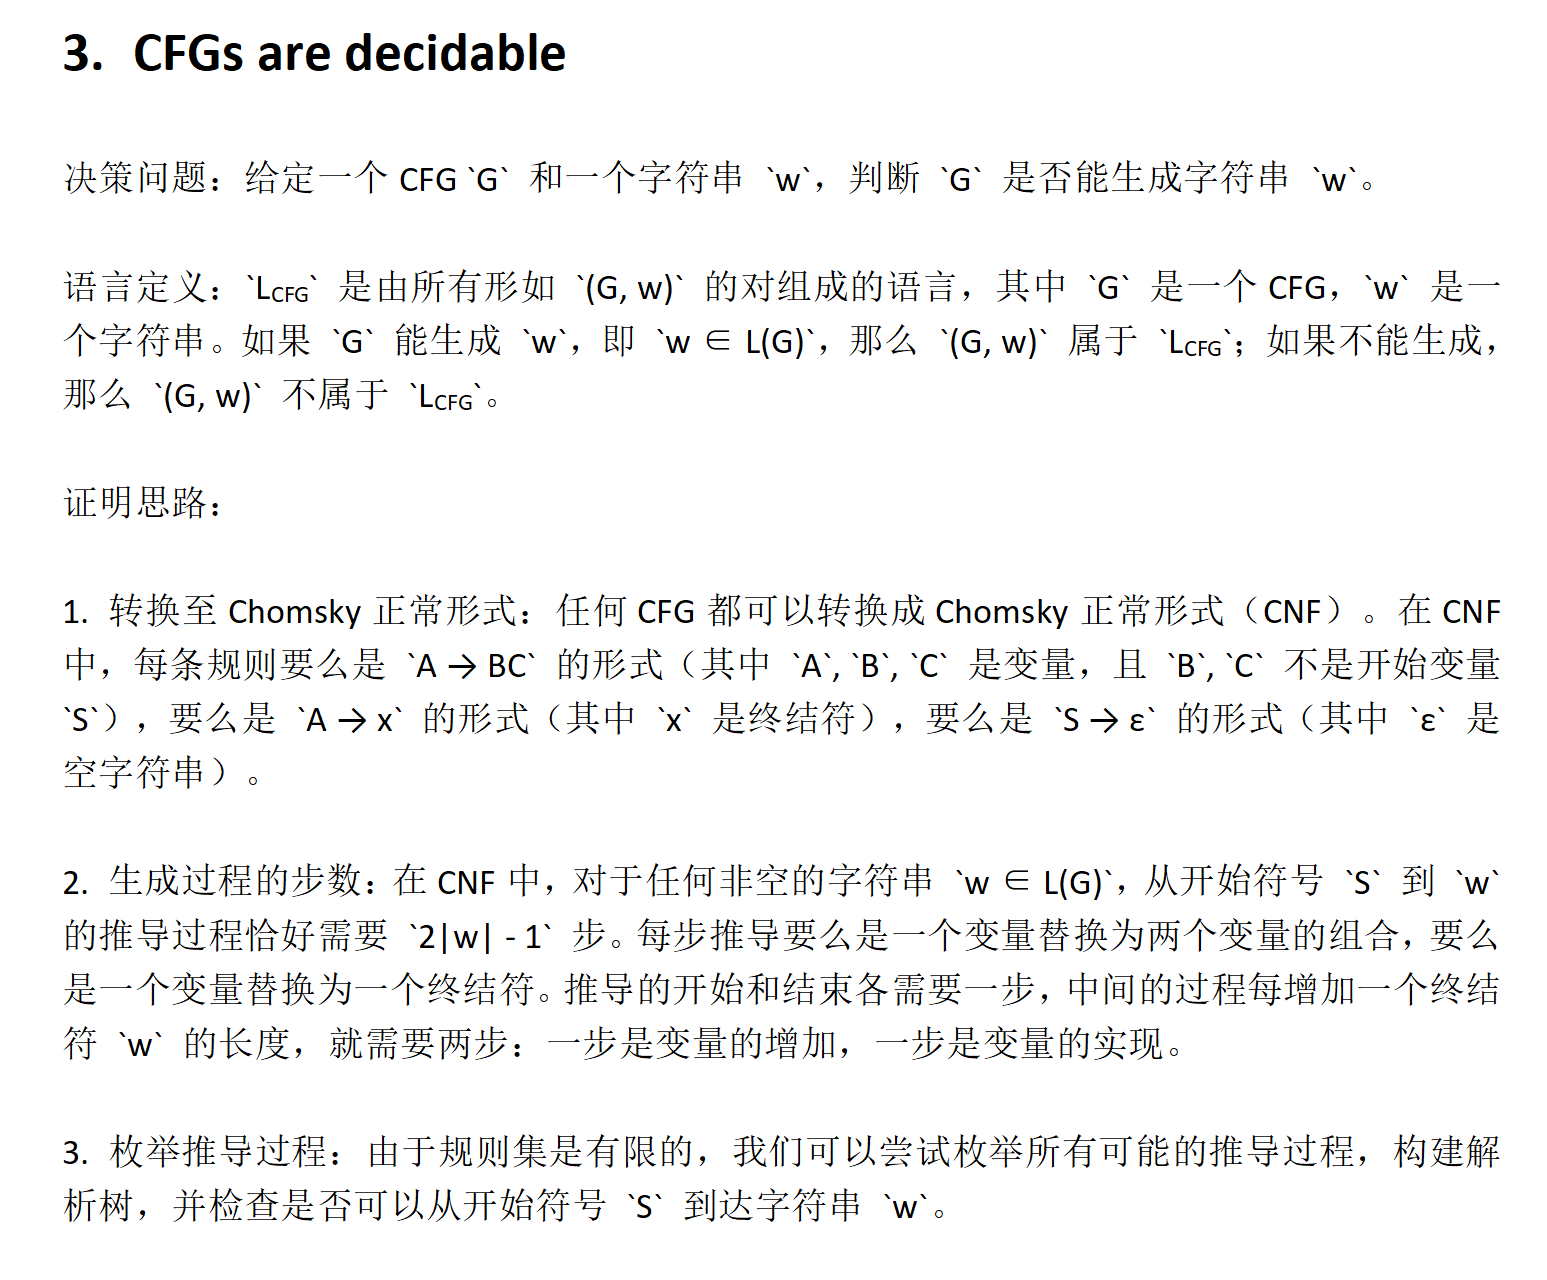 3. CFGs are decidable
决策问题：给定一个 CFG `G` 和一个字符串 `w`，判断 `G` 是否能生成字符串 `w`。
语言定义：`LCFG` 是由所有形如 `(G, w)` 的对组成的语言，其中 `G` 是一个 CFG，`w` 是一
个字符串。如果 `G` 能生成 `w`，即 `w ∈ L(G)`，那么 `(G, w)` 属于 `LCFG`；如果不能生成，
那么 `(G, w)` 不属于 `LCFG`。
证明思路：
1. 转换至 Chomsky 正常形式：任何 CFG 都可以转换成 Chomsky 正常形式（CNF）。在 CNF
中，每条规则要么是 `A → BC` 的形式（其中 `A`, `B`, `C` 是变量，且 `B`, `C` 不是开始变量
`S`），要么是 `A → x` 的形式（其中 `x` 是终结符），要么是 `S → ε` 的形式（其中 `ε` 是
空字符串）。
2. 生成过程的步数：在 CNF 中，对于任何非空的字符串 `w ∈ L(G)`，从开始符号 `S` 到 `w`
的推导过程恰好需要 `2|w| - 1` 步。每步推导要么是一个变量替换为两个变量的组合，要么
是一个变量替换为一个终结符。推导的开始和结束各需要一步，中间的过程每增加一个终结
符 `w` 的长度，就需要两步：一步是变量的增加，一步是变量的实现。
3. 枚举推导过程：由于规则集是有限的，我们可以尝试枚举所有可能的推导过程，构建解
析树，并检查是否可以从开始符号 `S` 到达字符串 `w`。